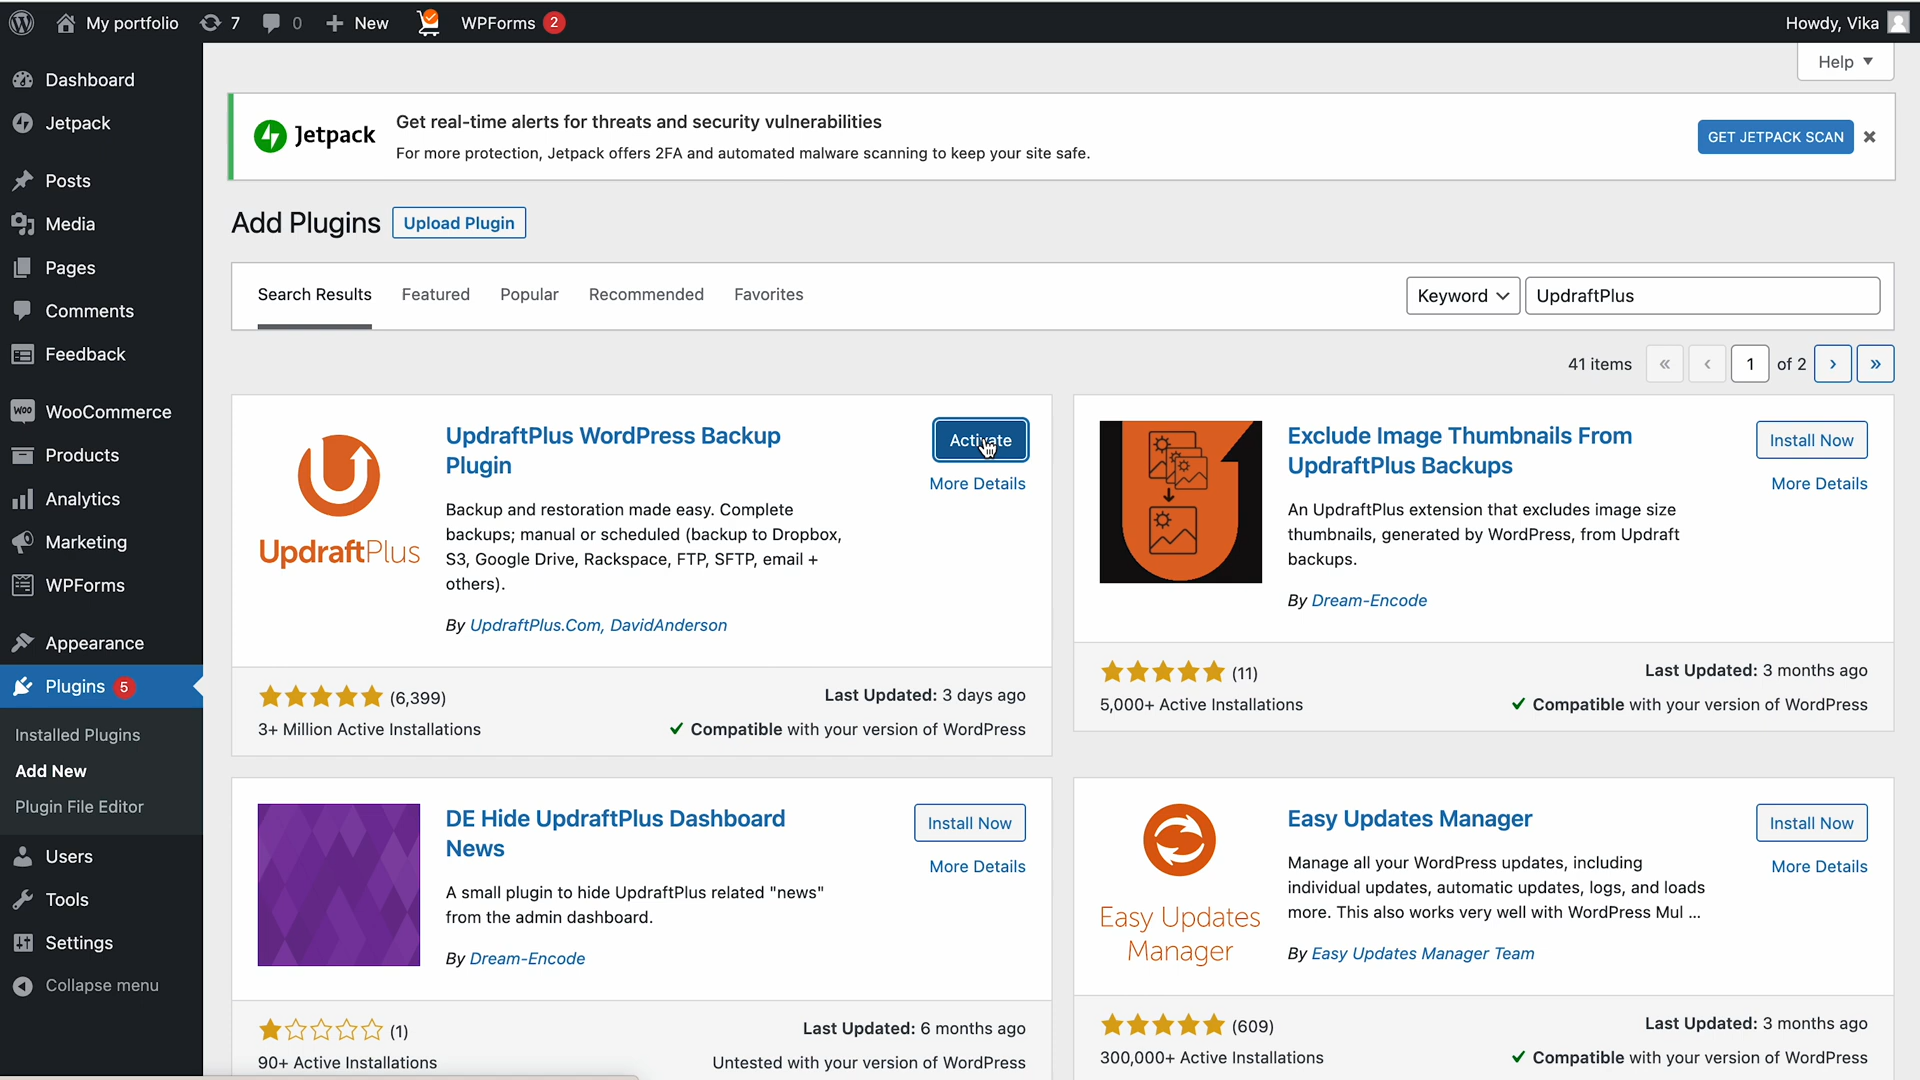 My portfolio 7 0 New WPForms 2 Howdy, Vika
Help
Dashboard
Jetpack
Posts
Media
Pages
Comments
Feedback
WOO WooCommerce
Products
Analytics
Marketing
WPForms
Appearance
Plugins 5
Installed Plugins
Add New
Plugin File Editor
Users
Tools
Settings
Collapse menu
Jetpack
Get real-time alerts for threats and security vulnerabilities
For more protection, Jetpack offers 2FA and automated malware scanning to keep your site safe.
GET JETPACK SCAN
Add Plugins Upload Plugin
Search Results Featured Popular Recommended Favorites Keyword UpdraftPlus
41 items « ‹ 1 of 2 › »
UpdraftPlus
UpdraftPlus WordPress Backup
Plugin
Activate
More Details
Backup and restoration made easy. Complete
backups; manual or scheduled (backup to Dropbox,
S3, Google Drive, Rackspace, FTP, SFTP, email +
others).
By UpdraftPlus.Com, DavidAnderson
(6,399) Last Updated: 3 days ago
3+ Million Active Installations Compatible with your version of WordPress
Exclude Image Thumbnails From
UpdraftPlus Backups
Install Now
More Details
An UpdraftPlus extension that excludes image size
thumbnails, generated by WordPress, from Updraft
backups.
By Dream-Encode
(11) Last Updated: 3 months ago
5,000+ Active Installations Compatible with your version of WordPress
DE Hide UpdraftPlus Dashboard
News
Install Now
More Details
A small plugin to hide UpdraftPlus related "news"
from the admin dashboard.
By Dream-Encode
(1) Last Updated: 6 months ago
90+ Active Installations Untested with your version of WordPress
Easy Updates
Manager
Easy Updates Manager
Install Now
More Details
Manage all your WordPress updates, including
individual updates, automatic updates, logs, and loads
more. This also works very well with WordPress Mul ...
By Easy Updates Manager Team
(609) Last Updated: 3 months ago
300,000+ Active Installations Compatible with your version of WordPress